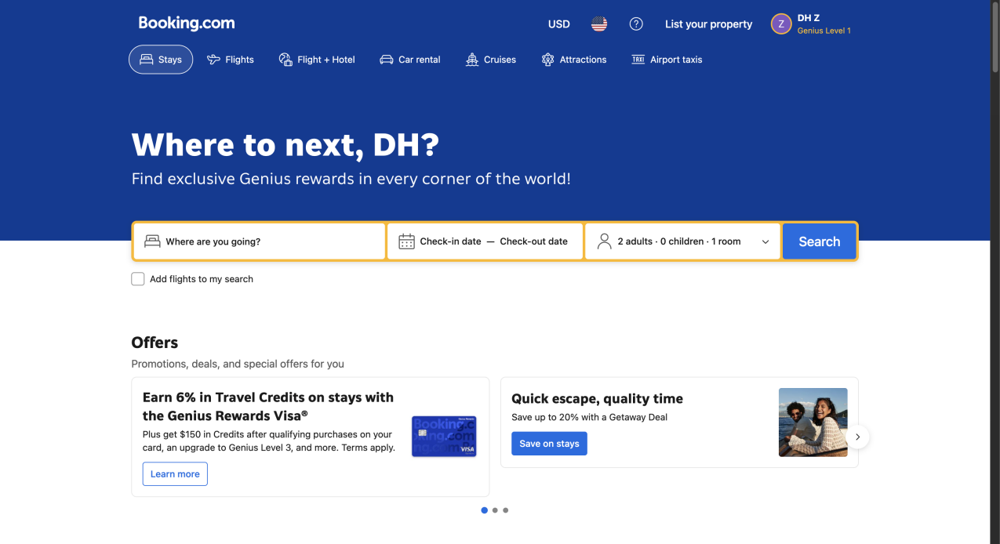 Booking.com
USD
List your property
Z
DH Z
Genius Level 1
Stays
Flights
Flight + Hotel
Car rental
Cruises
Attractions
TAXI
Airport taxis
Where to next, DH?
Find exclusive Genius rewards in every corner of the world!
Where are you going?
Check-in date — Check-out date
2 adults · 0 children · 1 room
Search
Add flights to my search
Offers
Promotions, deals, and special offers for you
Earn 6% in Travel Credits on stays with
the Genius Rewards Visa®
Plus get $150 in Credits after qualifying purchases on your
card, an upgrade to Genius Level 3, and more. Terms apply.
Learn more
VISA
Quick escape, quality time
Save up to 20% with a Getaway Deal
Save on stays